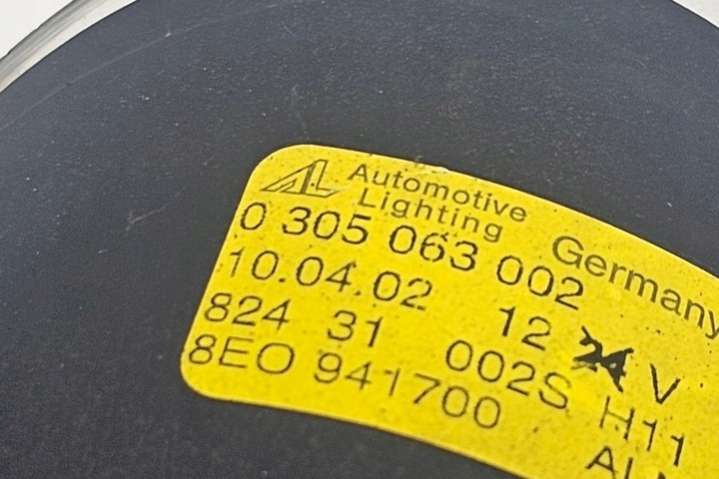 AL Automotive
Lighting
Germany
0 305 063 002
10.04.02 12 24 V
824 31 002S H11
8E0 941700